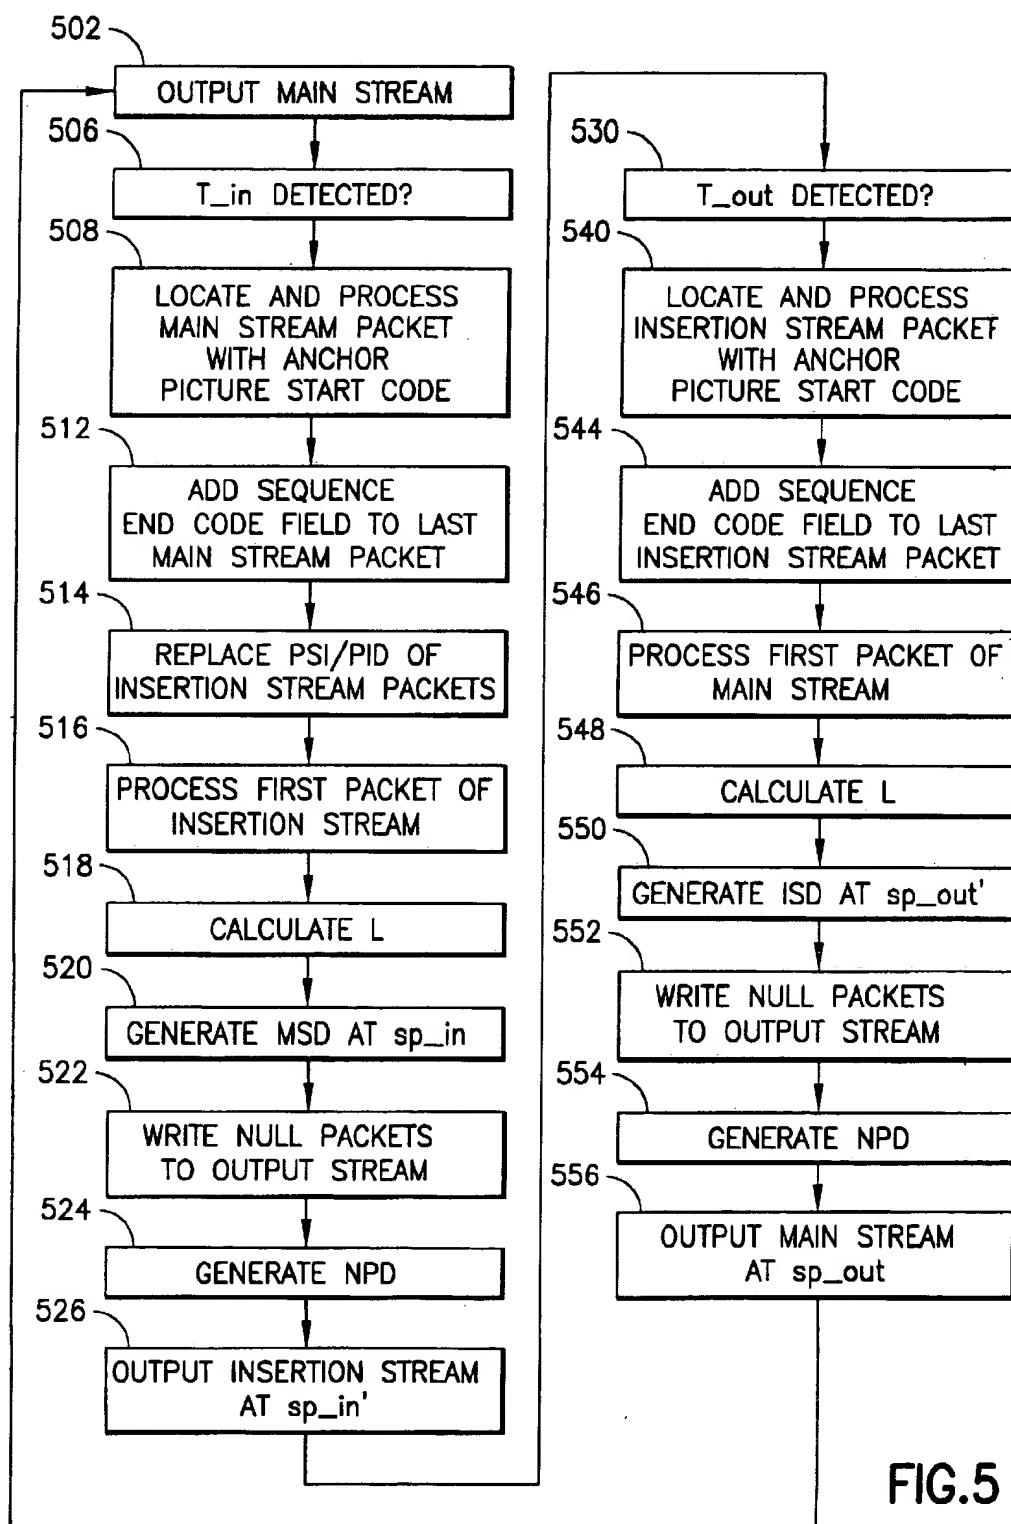 502
OUTPUT MAIN STREAM
506
T_in DETECTED?
508
LOCATE AND PROCESS
MAIN STREAM PACKET
WITH ANCHOR
PICTURE START CODE
512
ADD SEQUENCE
END CODE FIELD TO LAST
MAIN STREAM PACKET
514
REPLACE PSI/PID OF
INSERTION STREAM PACKETS
516
PROCESS FIRST PACKET OF
INSERTION STREAM
518
CALCULATE L
520
GENERATE MSD AT sp_in
522
WRITE NULL PACKETS
TO OUTPUT STREAM
524
GENERATE NPD
526
OUTPUT INSERTION STREAM
AT sp_in'
530
T_out DETECTED?
540
LOCATE AND PROCESS
INSERTION STREAM PACKET
WITH ANCHOR
PICTURE START CODE
544
ADD SEQUENCE
END CODE FIELD TO LAST
INSERTION STREAM PACKET
546
PROCESS FIRST PACKET OF
MAIN STREAM
548
CALCULATE L
550
GENERATE ISD AT sp_out'
552
WRITE NULL PACKETS
TO OUTPUT STREAM
554
GENERATE NPD
556
OUTPUT MAIN STREAM
AT sp_out
FIG.5